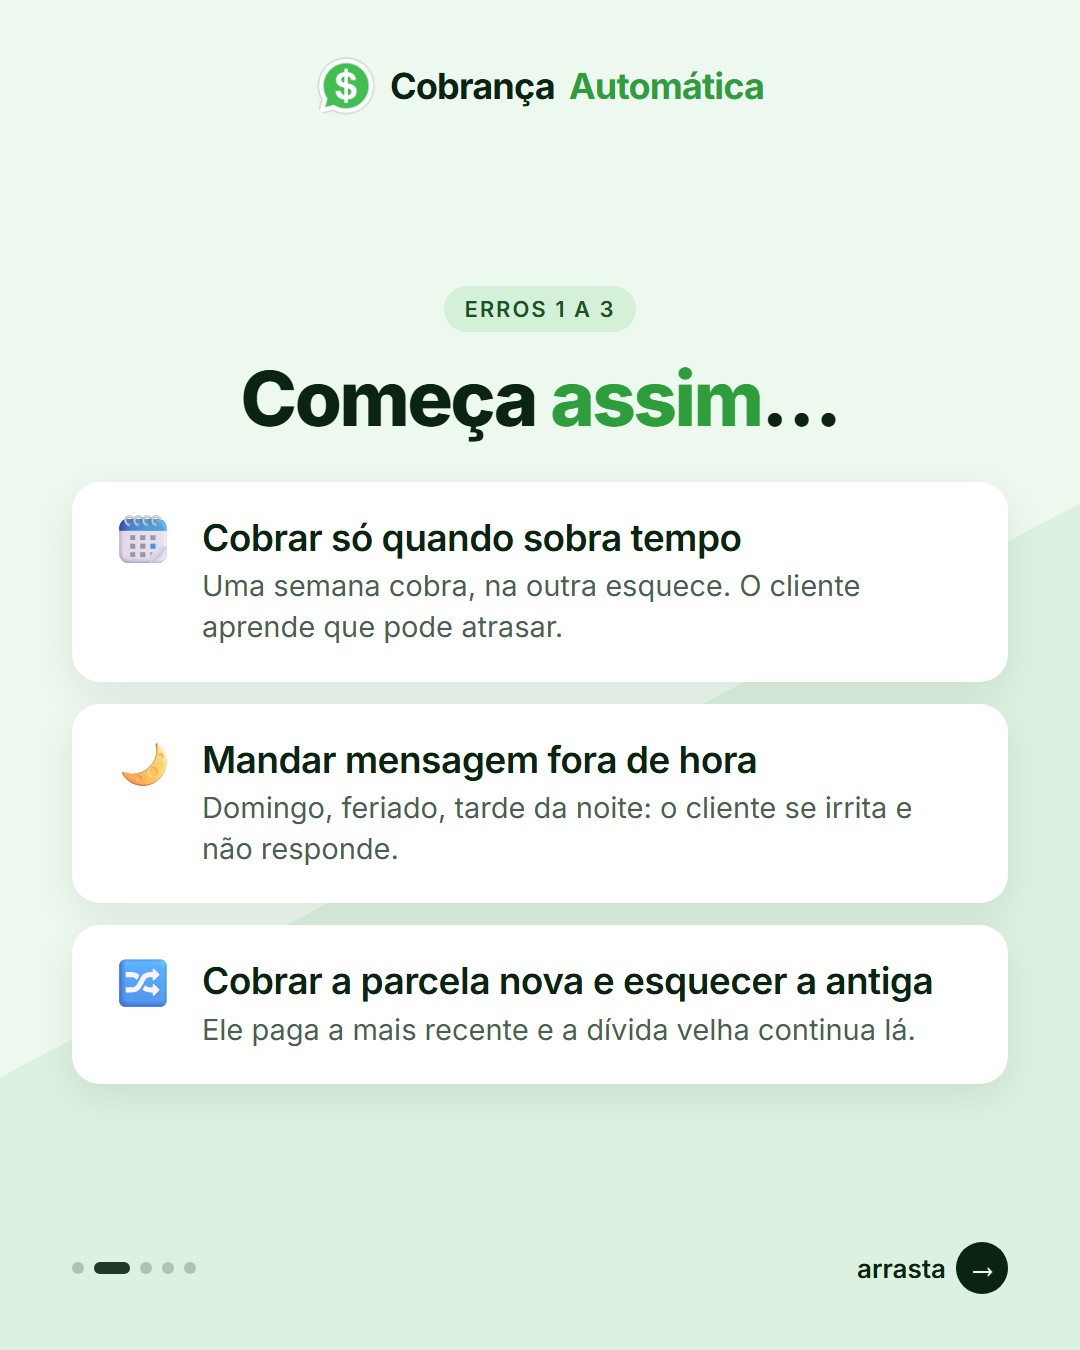 $ Cobrança Automática
ERROS 1 A 3
Começa assim...
Cobrar só quando sobra tempo
Uma semana cobra, na outra esquece. O cliente
aprende que pode atrasar.
Mandar mensagem fora de hora
Domingo, feriado, tarde da noite: o cliente se irrita e
não responde.
Cobrar a parcela nova e esquecer a antiga
Ele paga a mais recente e a dívida velha continua lá.
arrasta →